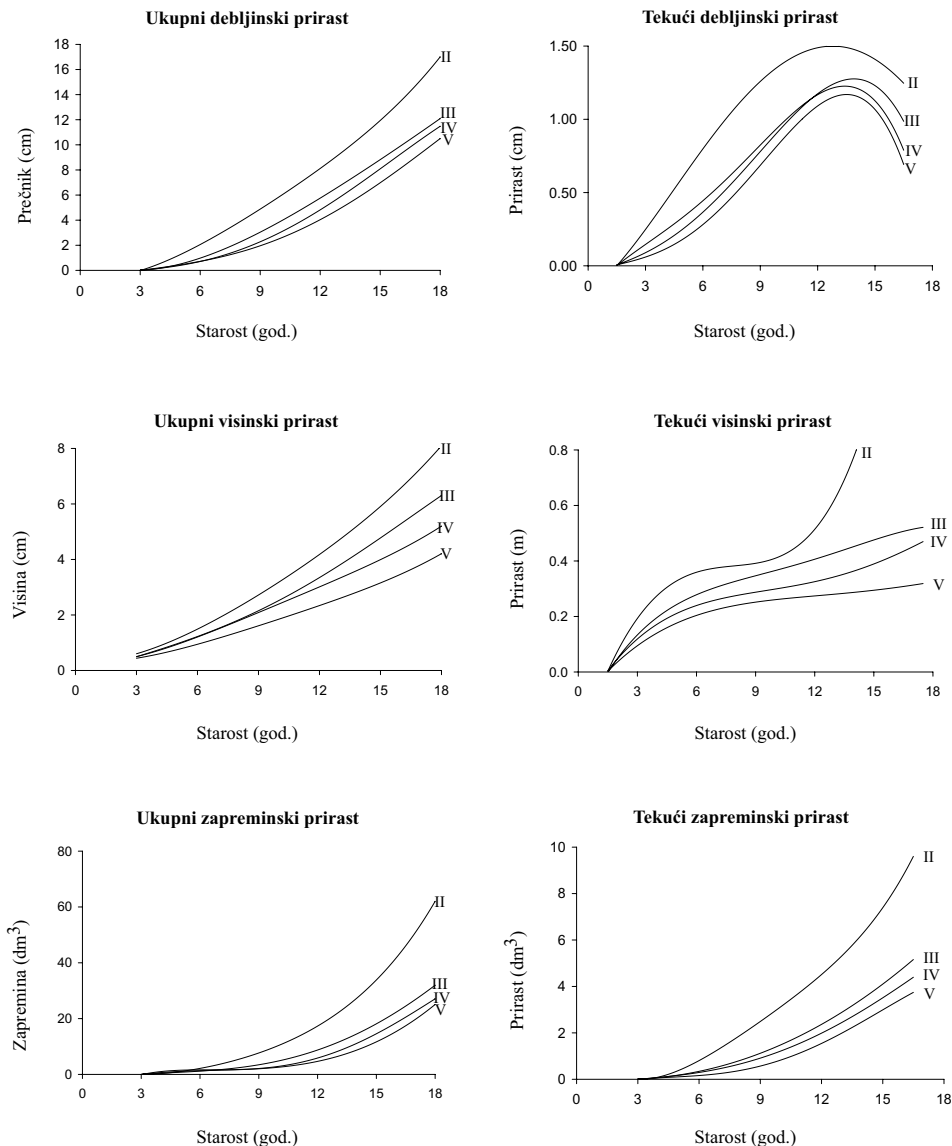 Ukupni debljinski prirast
18
16
14
12
10
8
6
4
2
0
Prečnik (cm)
II
III
IV
V
0 3 6 9 12 15 18
Starost (god.)
Tekući debljinski prirast
1.50
1.00
0.50
0.00
Prirast (cm)
II
III
IV
V
0 3 6 9 12 15 18
Starost (god.)
Ukupni visinski prirast
8
6
4
2
0
Visina (cm)
II
III
IV
V
0 3 6 9 12 15 18
Starost (god.)
Tekući visinski prirast
0.8
0.6
0.4
0.2
0.0
Prirast (m)
II
III
IV
V
0 3 6 9 12 15 18
Starost (god.)
Ukupni zapreminski prirast
80
60
40
20
0
Zapremina (dm³)
II
III
IV
V
0 3 6 9 12 15 18
Starost (god.)
Tekući zapreminski prirast
10
8
6
4
2
0
Prirast (dm³)
II
III
IV
V
0 3 6 9 12 15 18
Starost (god.)